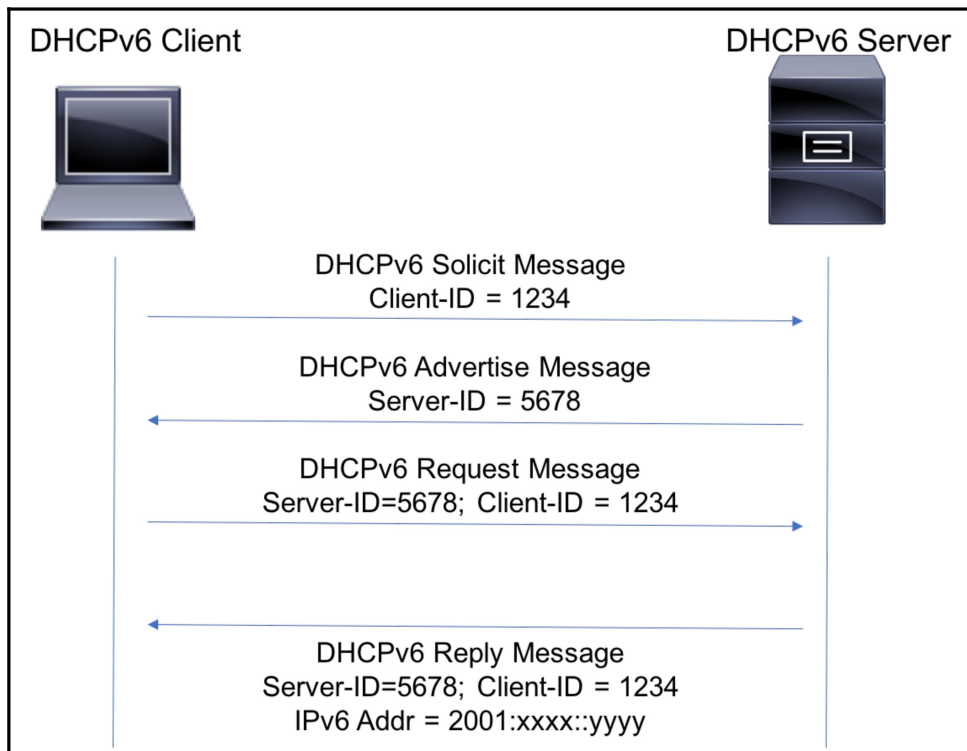 DHCPv6 Client
DHCPv6 Server
DHCPv6 Solicit Message
Client-ID = 1234
DHCPv6 Advertise Message
Server-ID = 5678
DHCPv6 Request Message
Server-ID=5678; Client-ID = 1234
DHCPv6 Reply Message
Server-ID=5678; Client-ID = 1234
IPv6 Addr = 2001:xxxx::yyyy